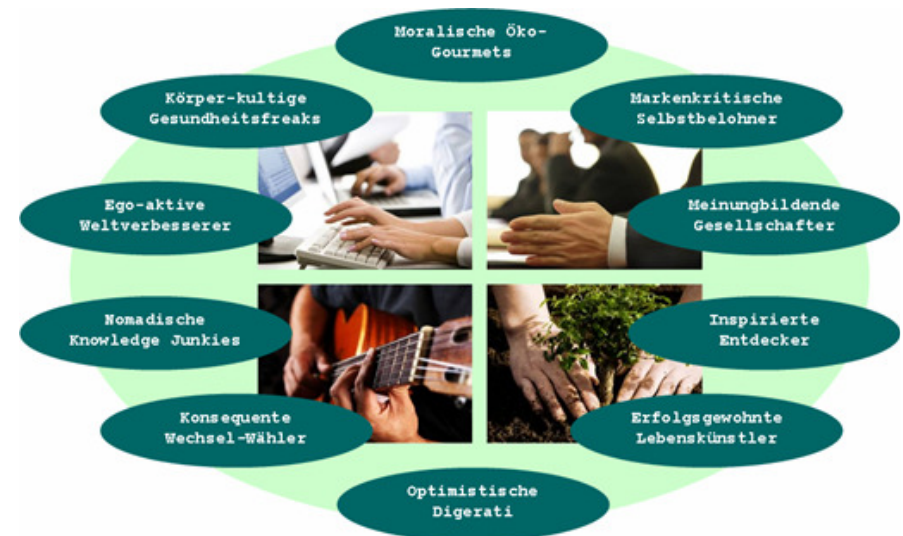 Moralische Öko-
Gourmets
Körper-kultige
Gesundheitsfreaks
Markenkritische
Selbstbelohner
Ego-aktive
Weltverbesserer
Meinungbildende
Gesellschafter
Nomadische
Knowledge Junkies
Inspirierte
Entdecker
Konsequente
Wechsel-Wähler
Erfolgsgewohnte
Lebenskünstler
Optimistische
Digerati